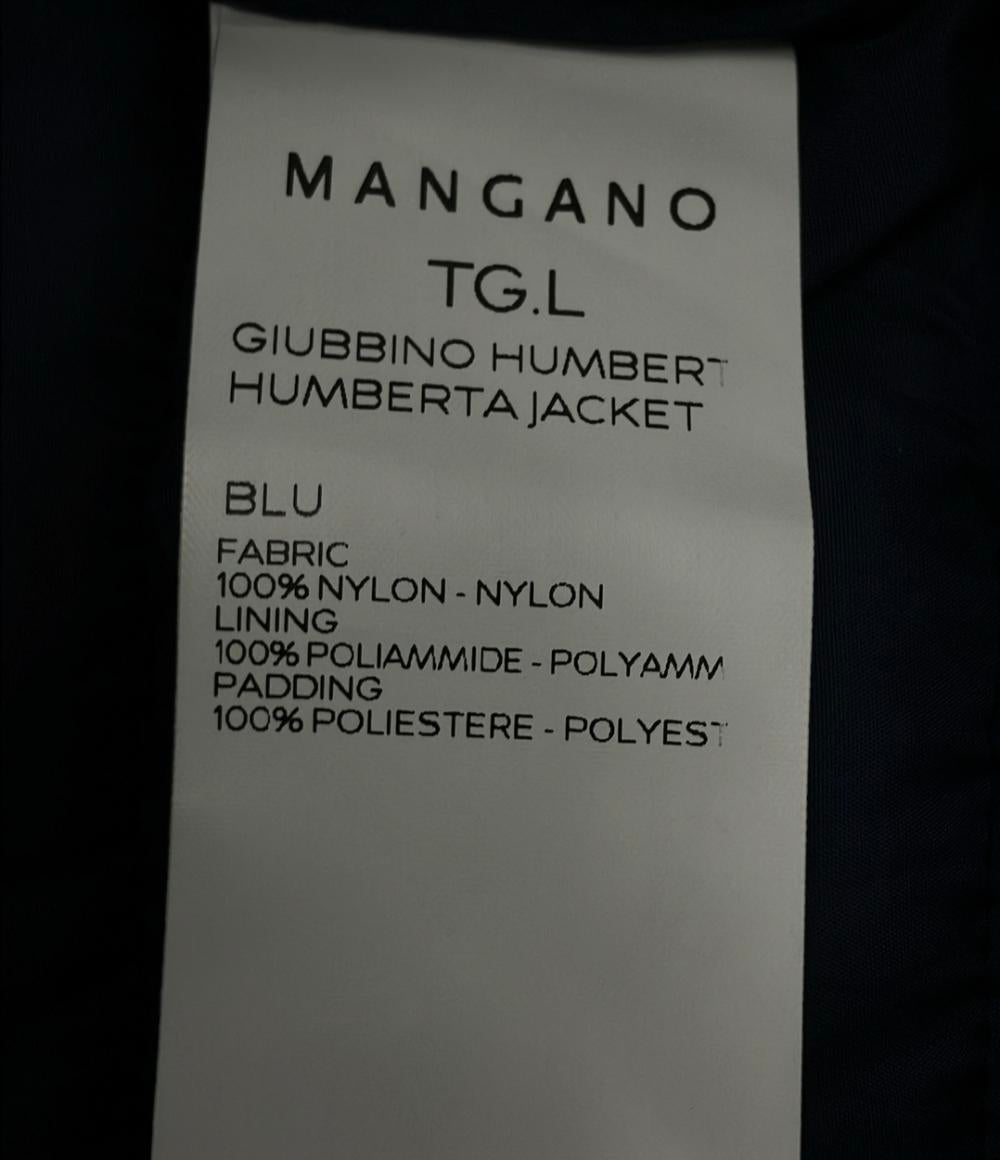 MANGANO
TG.L
GIUBBINO HUMBERT
HUMBERTA JACKET
BLU
FABRIC
100% NYLON - NYLON
LINING
100% POLIAMMIDE - POLYAMM
PADDING
100% POLIESTERE - POLYEST